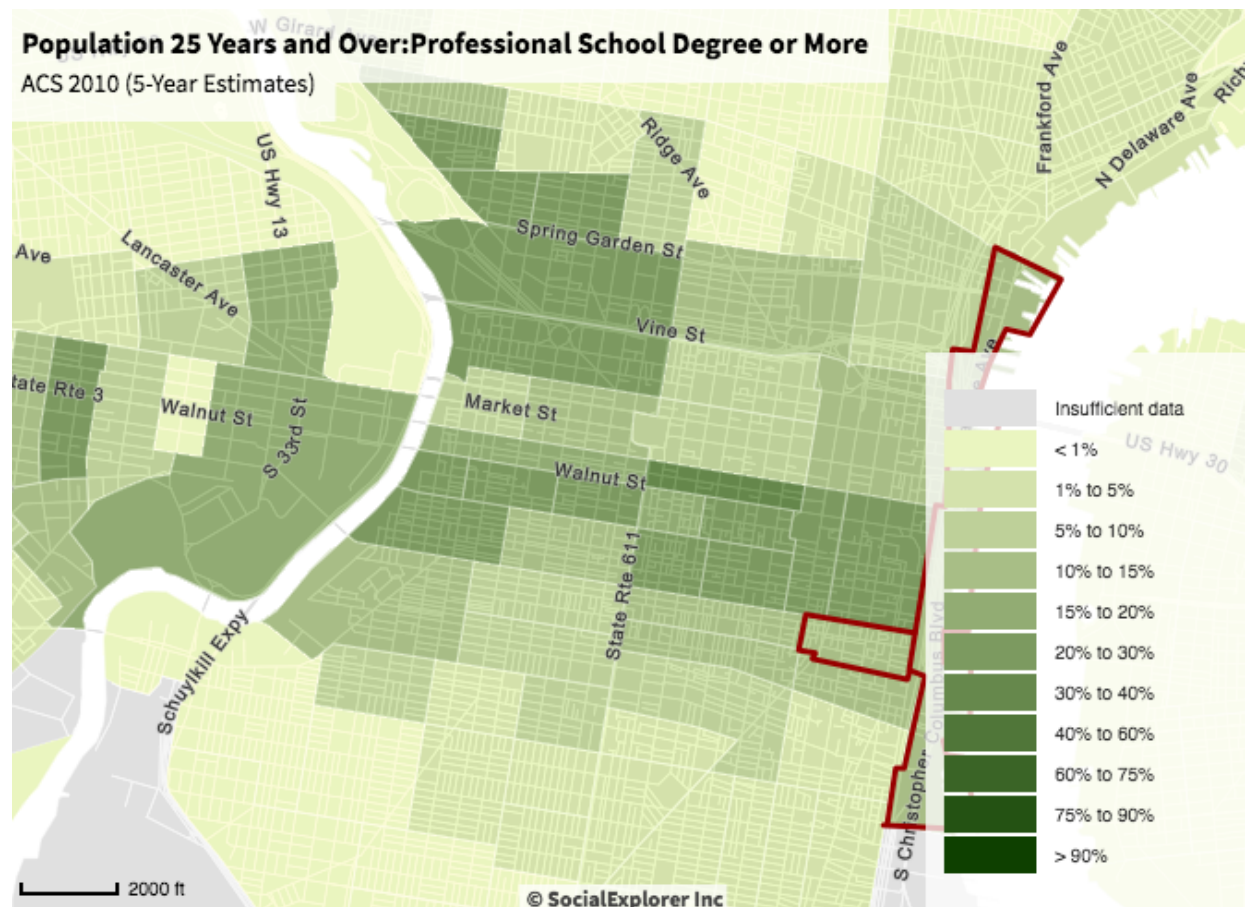 Population 25 Years and Over:Professional School Degree or More
ACS 2010 (5-Year Estimates)
W Girard Ave
US Hwy 13
Ridge Ave
Frankford Ave
N Delaware Ave
Spring Garden St
Ave
Lancaster Ave
Vine St
tate Rte 3
Walnut St
S 33rd St
Market St
Walnut St
State Rte 611
Schuylkill Expy
S Christopher Columbus Blvd
US Hwy 30
Ave
Insufficient data
< 1%
1% to 5%
5% to 10%
10% to 15%
15% to 20%
20% to 30%
30% to 40%
40% to 60%
60% to 75%
75% to 90%
> 90%
2000 ft
© SocialExplorer Inc